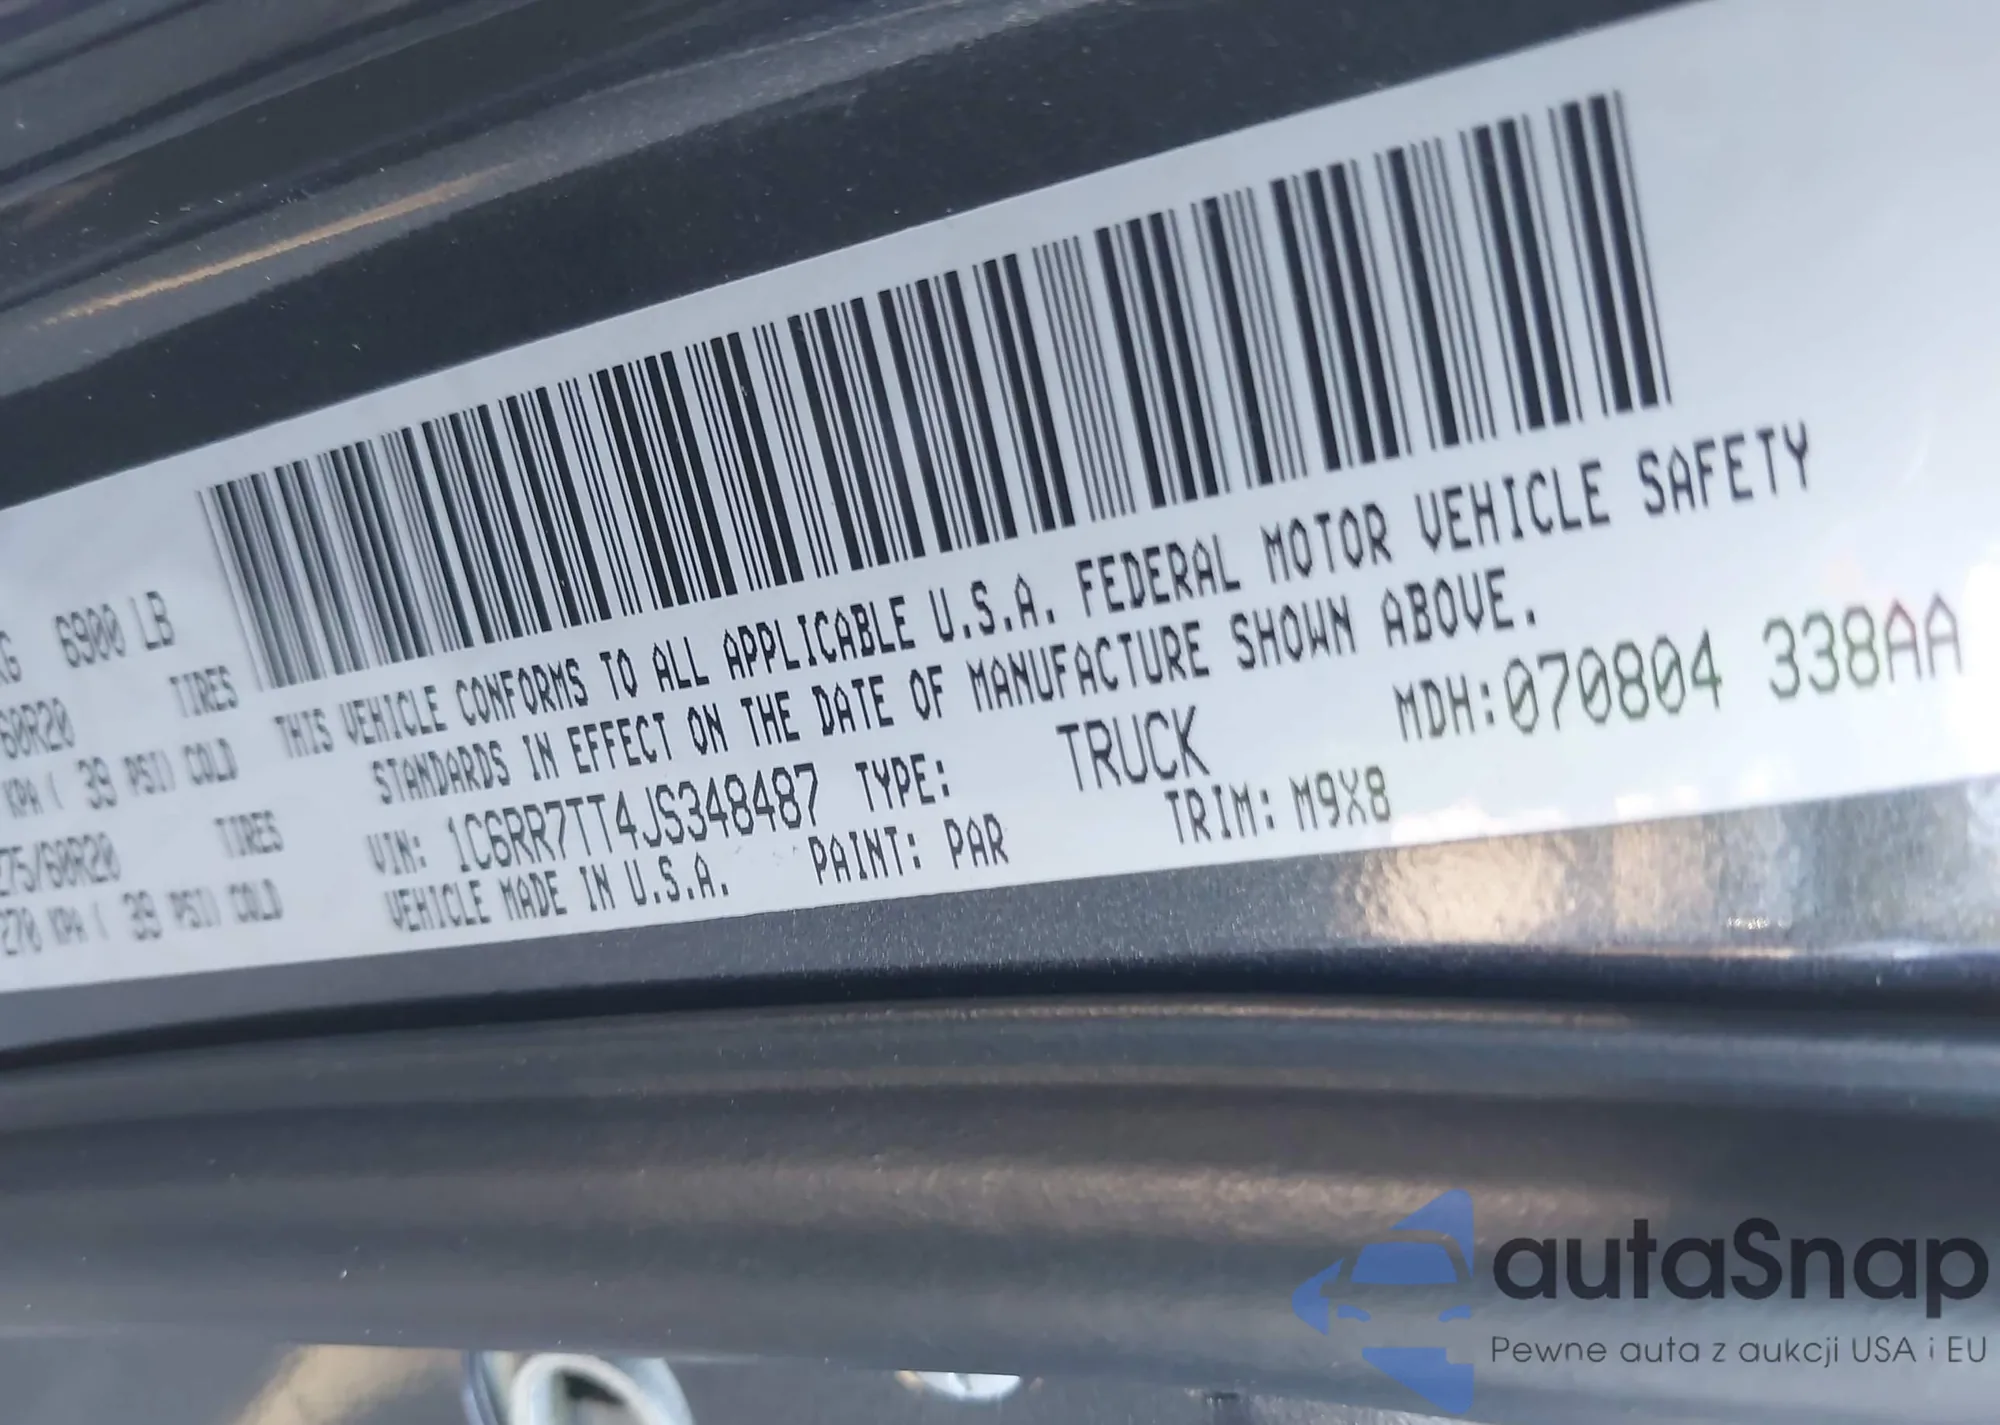 6900 LB
60R20 TIRES
KPA ( 39 PSI) COLD
275/60R20 TIRES
270 KPA ( 39 PSI) COLD
THIS VEHICLE CONFORMS TO ALL APPLICABLE U.S.A. FEDERAL MOTOR VEHICLE SAFETY
STANDARDS IN EFFECT ON THE DATE OF MANUFACTURE SHOWN ABOVE.
VIN: 1C6RR7TT4JS348487 TYPE: TRUCK MDH:070804 338AA
VEHICLE MADE IN U.S.A. PAINT: PAR TRIM: M9X8
autaSnap
Pewne auta z aukcji USA i EU